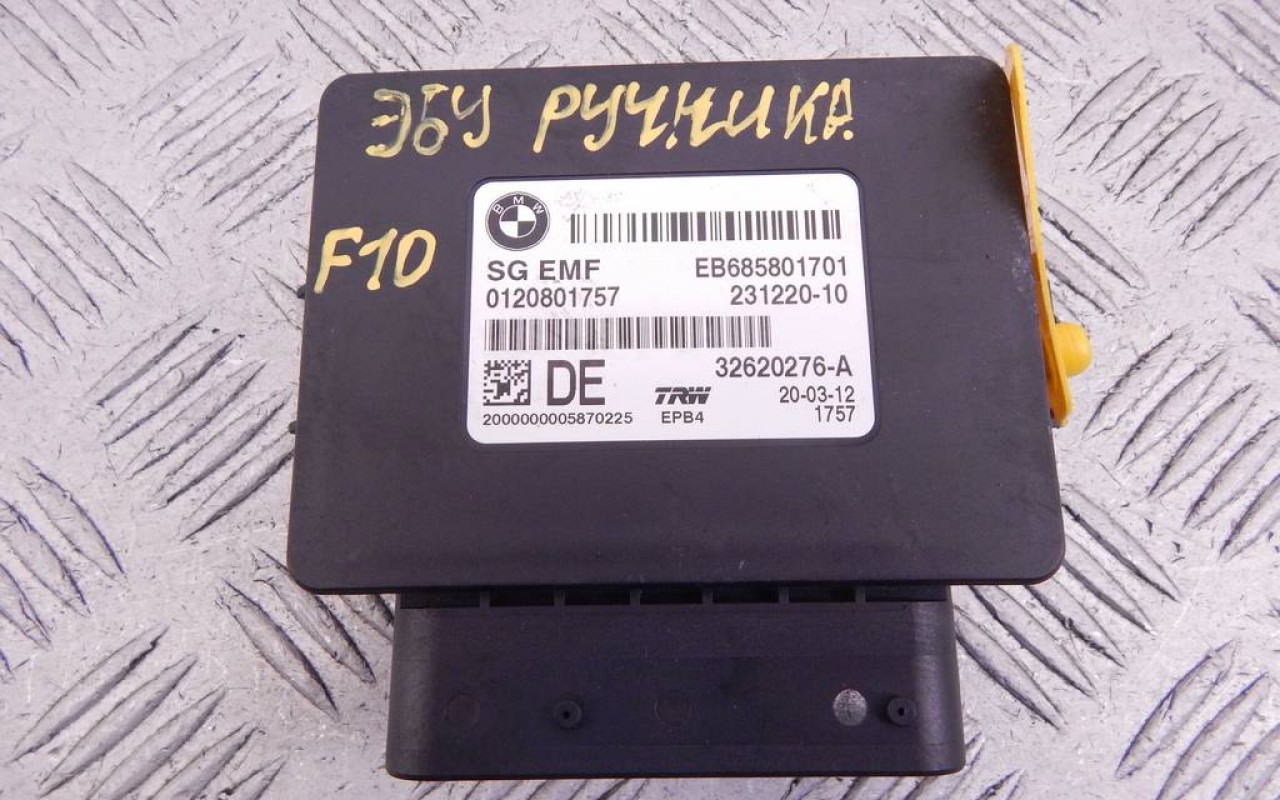 ЭБУ РУЧНИКА
F10
BMW
SG EMF EB685801701
0120801757 231220-10
DE 32620276-A
TRW 20-03-12
2000000005870225 EPB4 1757